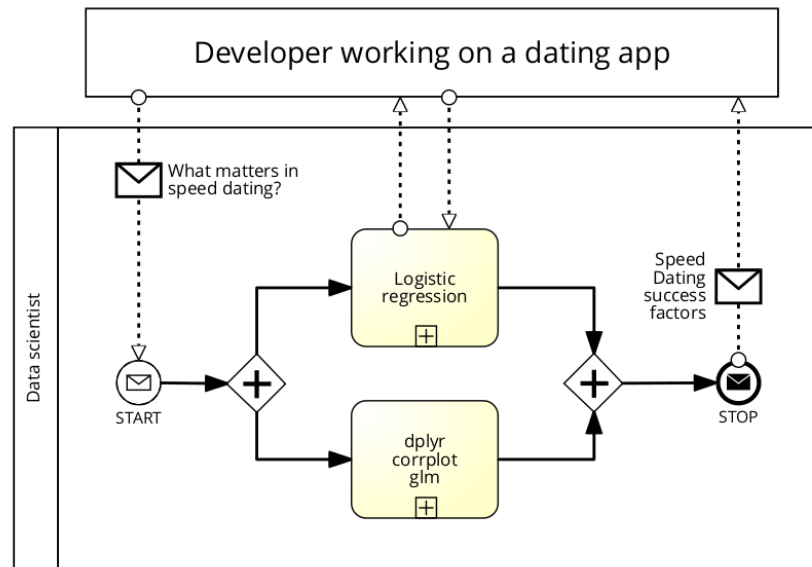 Developer working on a dating app
What matters in
speed dating?
Data scientist
START
Logistic
regression
dplyr
corrplot
glm
Speed
Dating
success
factors
STOP